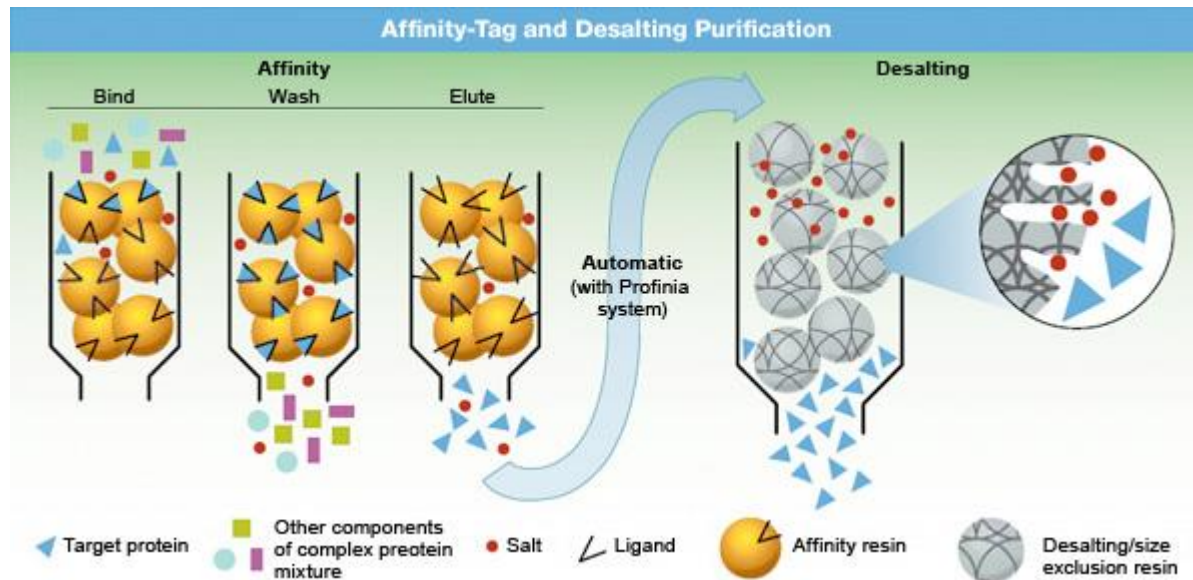 Affinity-Tag and Desalting Purification
Affinity
Desalting
Bind
Wash
Elute
Automatic
(with Profinia
system)
Target protein
Other components
of complex preotein
mixture
Salt
Ligand
Affinity resin
Desalting/size
exclusion resin